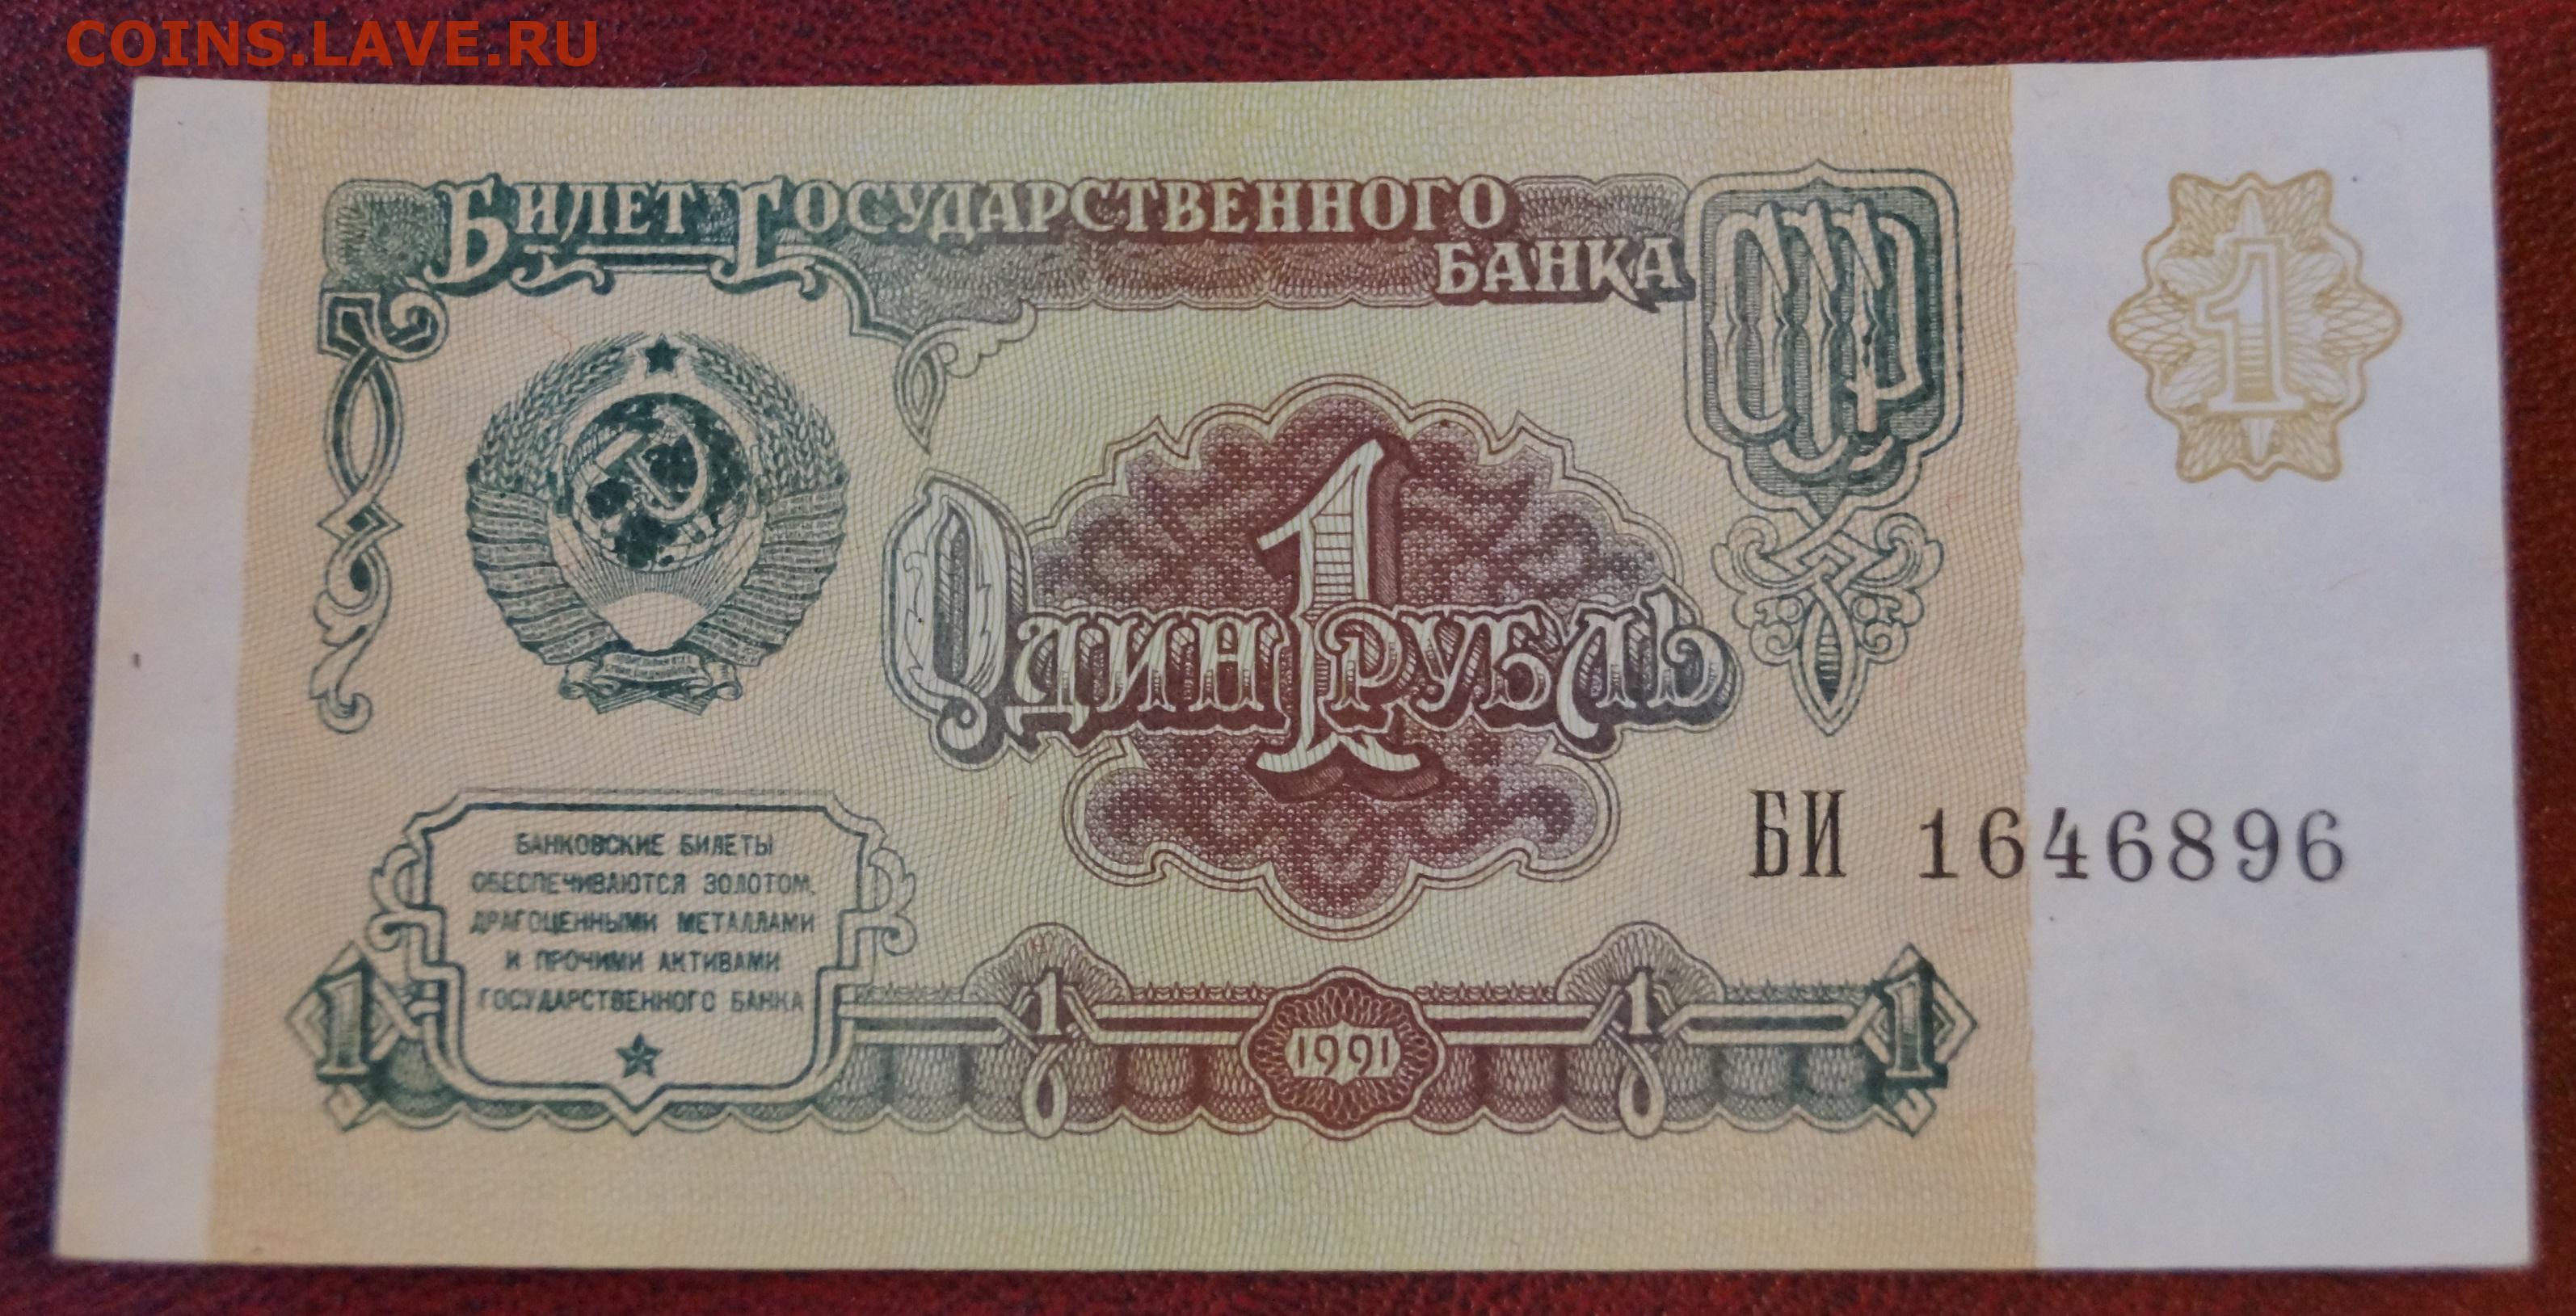 COINS.LAVE.RU
БИЛЕТ ГОСУДАРСТВЕННОГО
БАНКА
СССР
1
1
ОДИН РУБЛЬ
БИ 1646896
БАНКОВСКИЕ БИЛЕТЫ
ОБЕСПЕЧИВАЮТСЯ ЗОЛОТОМ,
ДРАГОЦЕННЫМИ МЕТАЛЛАМИ
И ПРОЧИМИ АКТИВАМИ
ГОСУДАРСТВЕННОГО БАНКА
1 1 1 1
1991